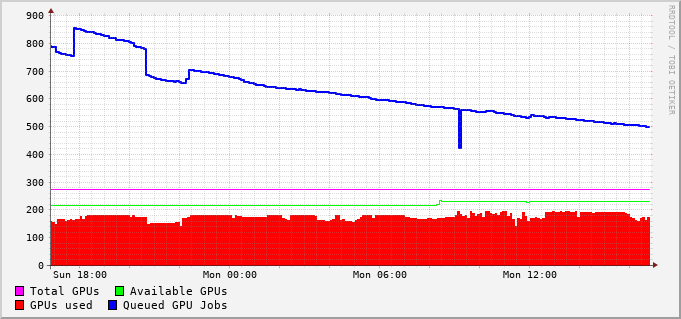 900
800
700
600
500
400
300
200
100
0
Sun 18:00 Mon 00:00 Mon 06:00 Mon 12:00
Total GPUs Available GPUs
GPUs used Queued GPU Jobs
RRDTOOL / TOBI OETIKER